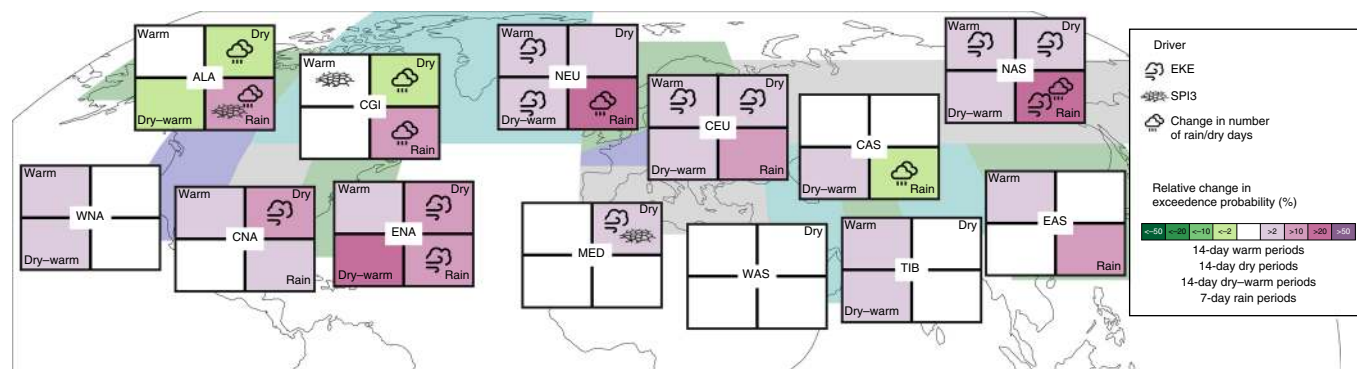 Warm
Dry
ALA
Dry–warm
Rain
Warm
Dry
CGI
Rain
Warm
Dry
NEU
Dry–warm
Rain
Warm
Dry
CEU
Dry–warm
Rain
CAS
Dry–warm
Rain
Warm
Dry
NAS
Dry–warm
Rain
Warm
WNA
Dry–warm
Warm
Dry
CNA
Rain
Warm
Dry
ENA
Dry–warm
Rain
Dry
MED
Dry
WAS
Warm
Dry
TIB
Dry–warm
Warm
EAS
Rain
Driver
EKE
SPI3
Change in number
of rain/dry days
Relative change in
exceedence probability (%)
<–50 <–20 <–10 <–2 >2 >10 >20 >50
14-day warm periods
14-day dry periods
14-day dry–warm periods
7-day rain periods